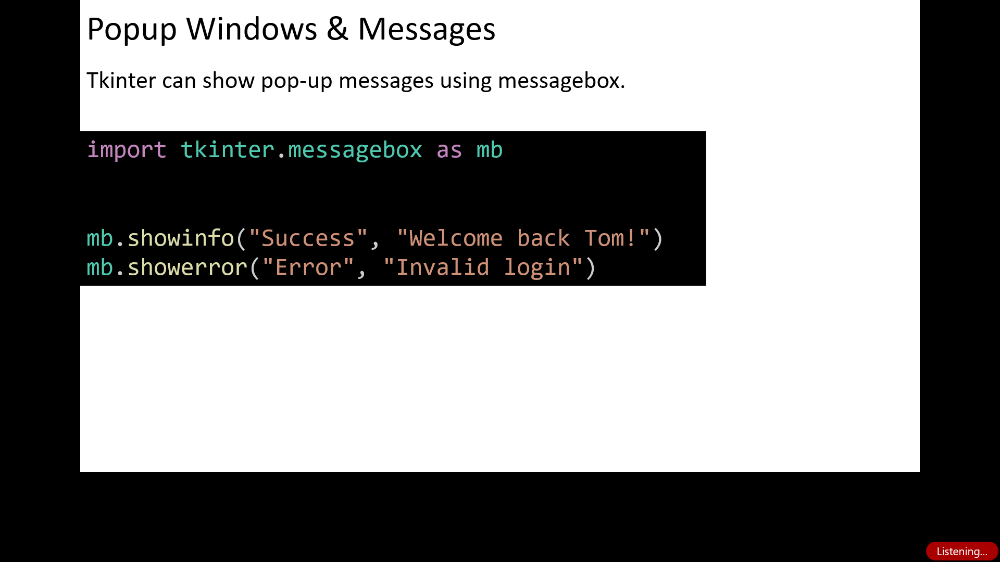 Popup Windows & Messages
Tkinter can show pop-up messages using messagebox.
import tkinter.messagebox as mb
mb.showinfo("Success", "Welcome back Tom!")
mb.showerror("Error", "Invalid login")
Listening...